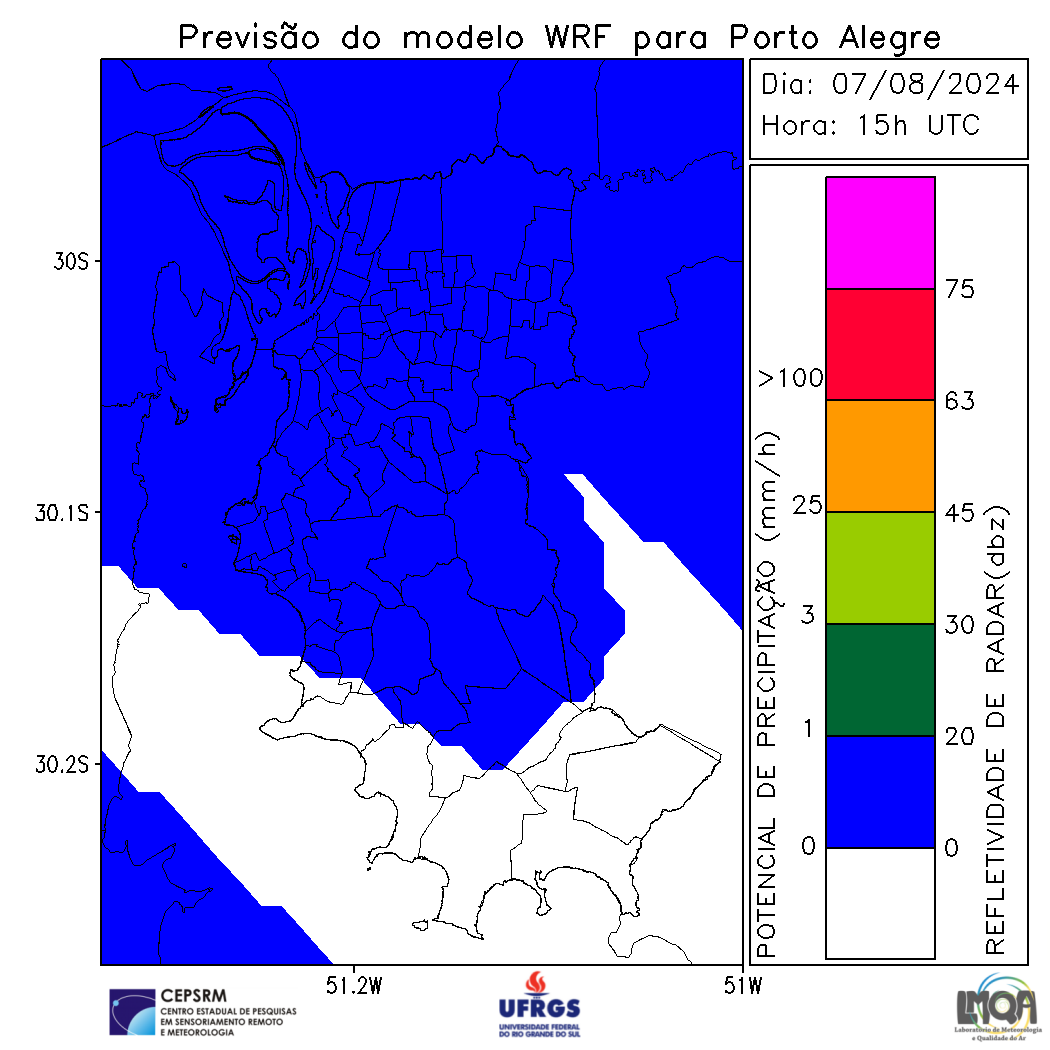 Previsão do modelo WRF para Porto Alegre
Dia: 07/08/2024
Hora: 15h UTC
30S
30.1S
30.2S
51.2W
51W
POTENCIAL DE PRECIPITAÇÃO (mm/h)
>100
25
3
1
0
75
63
45
30
20
0
REFLETIVIDADE DE RADAR(dbz)
CEPSRM
CENTRO ESTADUAL DE PESQUISAS
EM SENSORIAMENTO REMOTO
E METEOROLOGIA
UFRGS
UNIVERSIDADE FEDERAL
DO RIO GRANDE DO SUL
LMQA
Laboratório de Meteorologia
e Qualidade do Ar